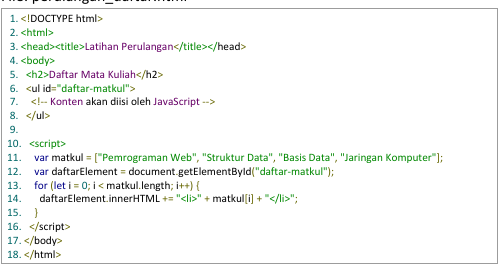 1. <!DOCTYPE html>
2. <html>
3. <head><title>Latihan Perulangan</title></head>
4. <body>
5. <h2>Daftar Mata Kuliah</h2>
6. <ul id="daftar-matkul">
7. <!-- Konten akan diisi oleh JavaScript -->
8. </ul>
9.
10. <script>
11. var matkul = ["Pemrograman Web", "Struktur Data", "Basis Data", "Jaringan Komputer"];
12. var daftarElement = document.getElementById("daftar-matkul");
13. for (let i = 0; i < matkul.length; i++) {
14. daftarElement.innerHTML += "<li>" + matkul[i] + "</li>";
15. }
16. </script>
17. </body>
18. </html>